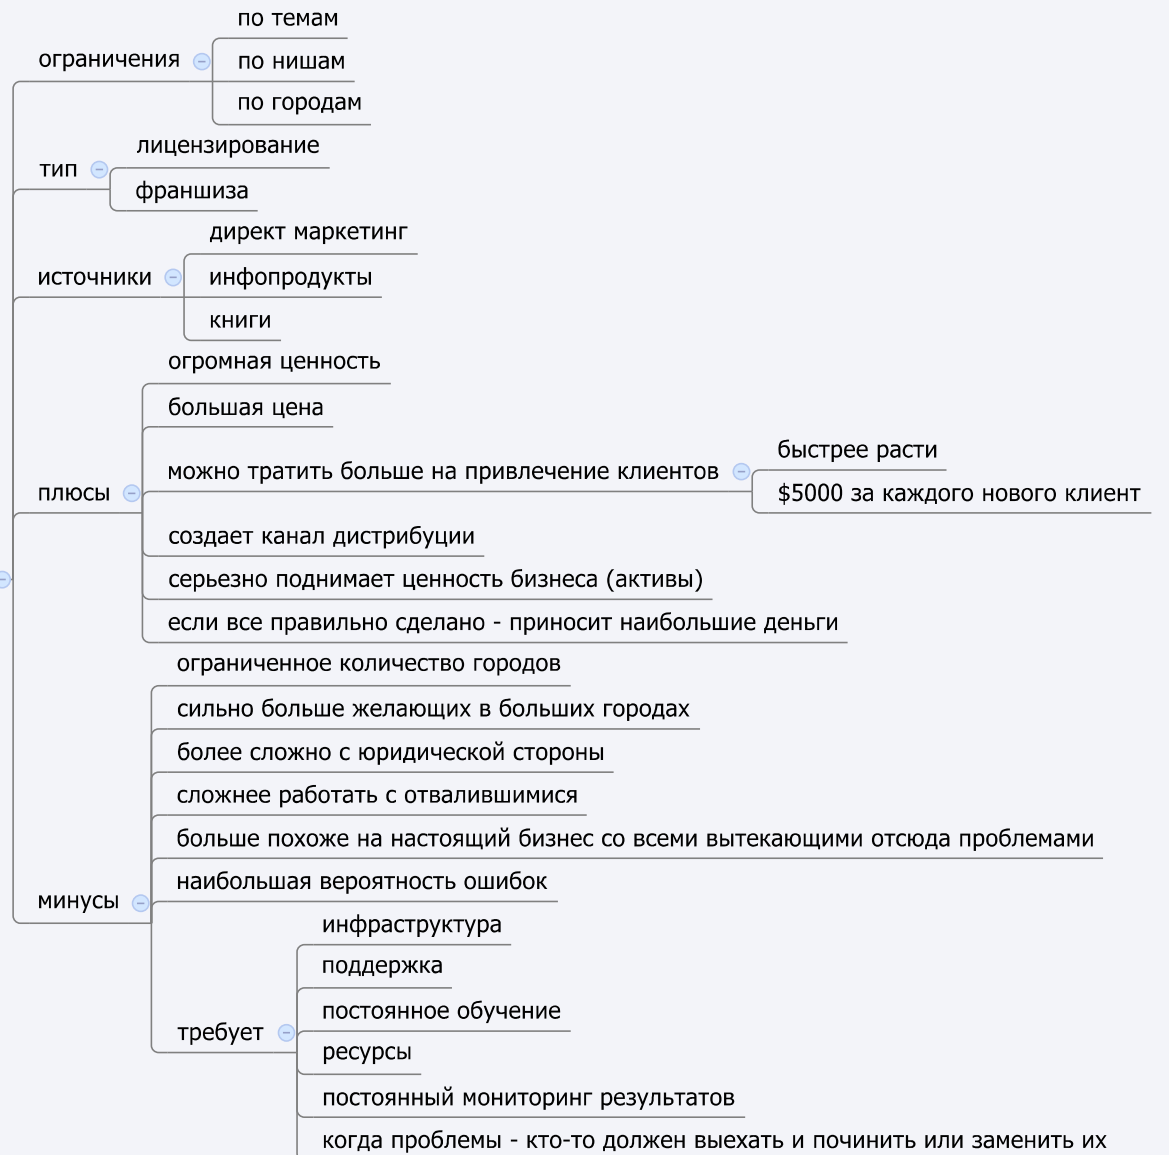 ограничения
по темам
по нишам
по городам
тип
лицензирование
франшиза
источники
директ маркетинг
инфопродукты
книги
плюсы
огромная ценность
большая цена
можно тратить больше на привлечение клиентов
быстрее расти
$5000 за каждого нового клиент
создает канал дистрибуции
серьезно поднимает ценность бизнеса (активы)
если все правильно сделано - приносит наибольшие деньги
минусы
ограниченное количество городов
сильно больше желающих в больших городах
более сложно с юридической стороны
сложнее работать с отвалившимися
больше похоже на настоящий бизнес со всеми вытекающими отсюда проблемами
наибольшая вероятность ошибок
требует
инфраструктура
поддержка
постоянное обучение
ресурсы
постоянный мониторинг результатов
когда проблемы - кто-то должен выехать и починить или заменить их